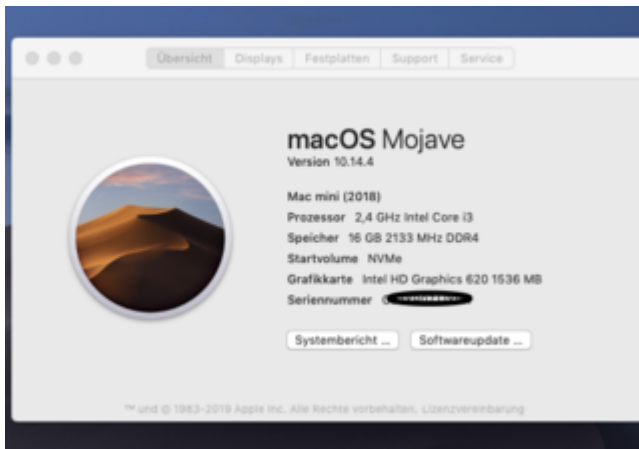 Übersicht Displays Festplatten Support Service
macOS Mojave
Version 10.14.4
Mac mini (2018)
Prozessor 2,4 GHz Intel Core i3
Speicher 16 GB 2133 MHz DDR4
Startvolume NVMe
Grafikkarte Intel HD Graphics 620 1536 MB
Seriennummer
Systembericht ... Softwareupdate ...
™ und © 1983-2019 Apple Inc. Alle Rechte vorbehalten. Lizenzvereinbarung